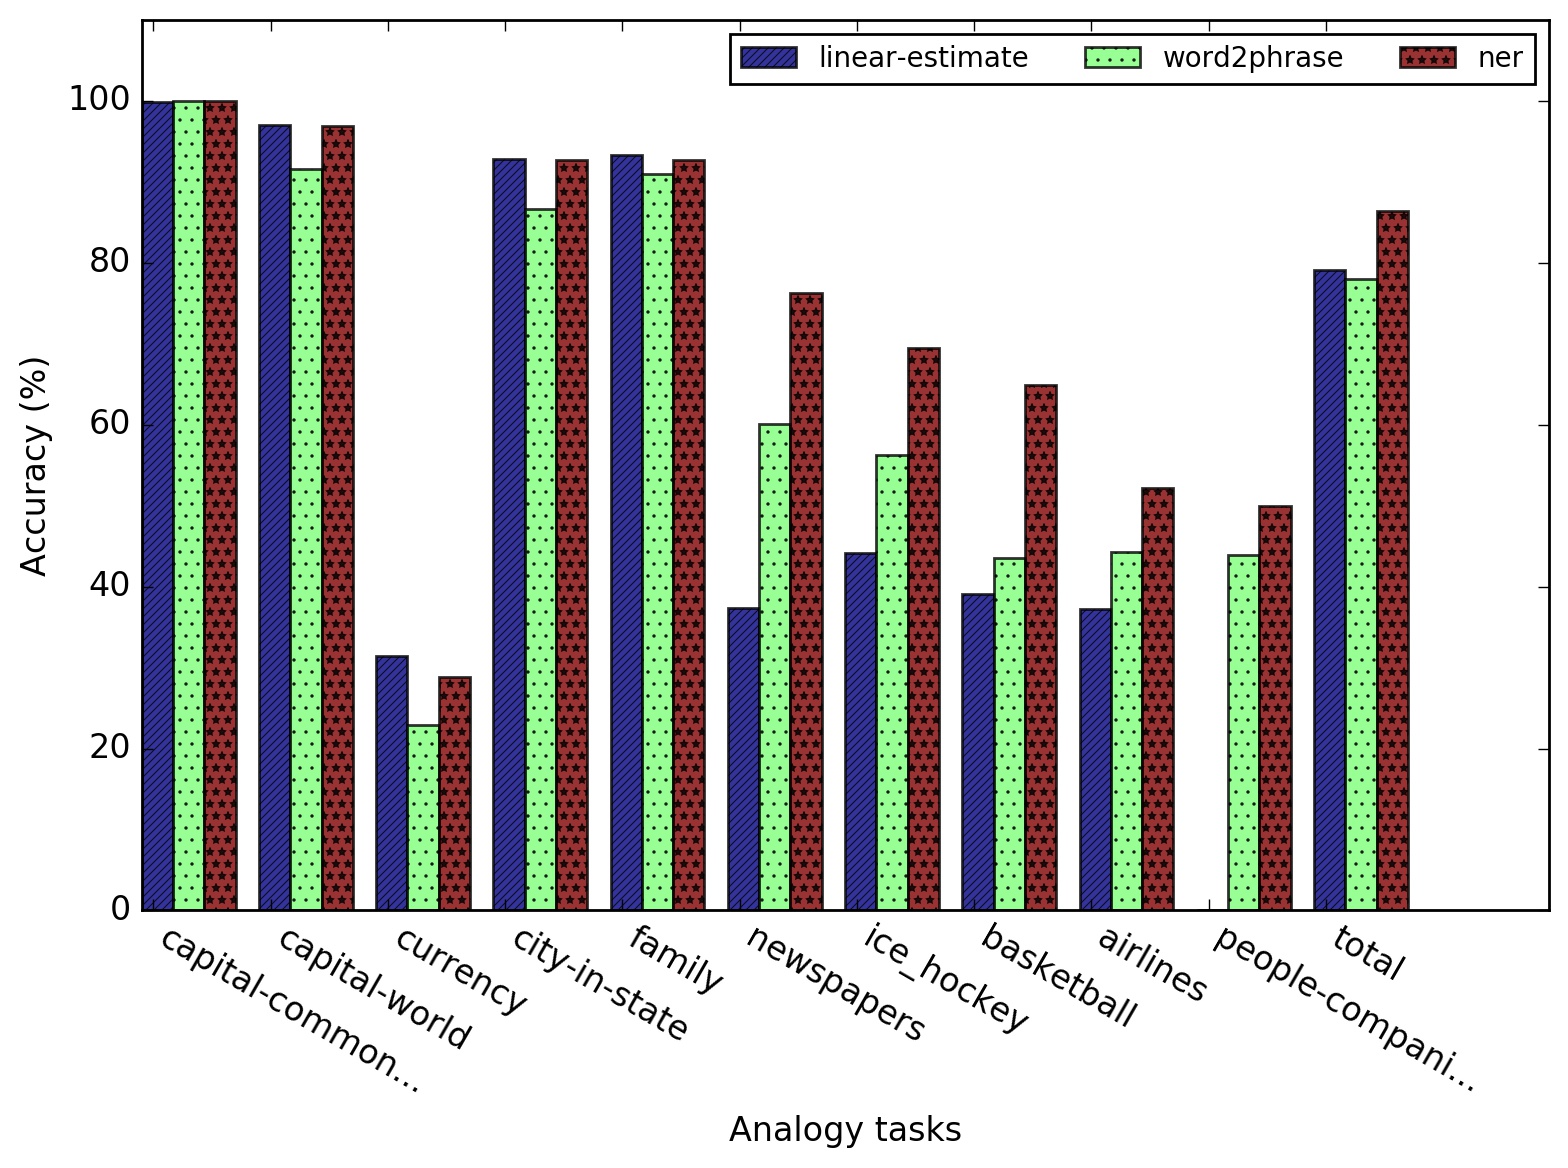 linear-estimate word2phrase ner
Accuracy (%)
100
80
60
40
20
0
capital-common...
capital-world
currency
city-in-state
family
newspapers
ice_hockey
basketball
airlines
people-compani...
total
Analogy tasks